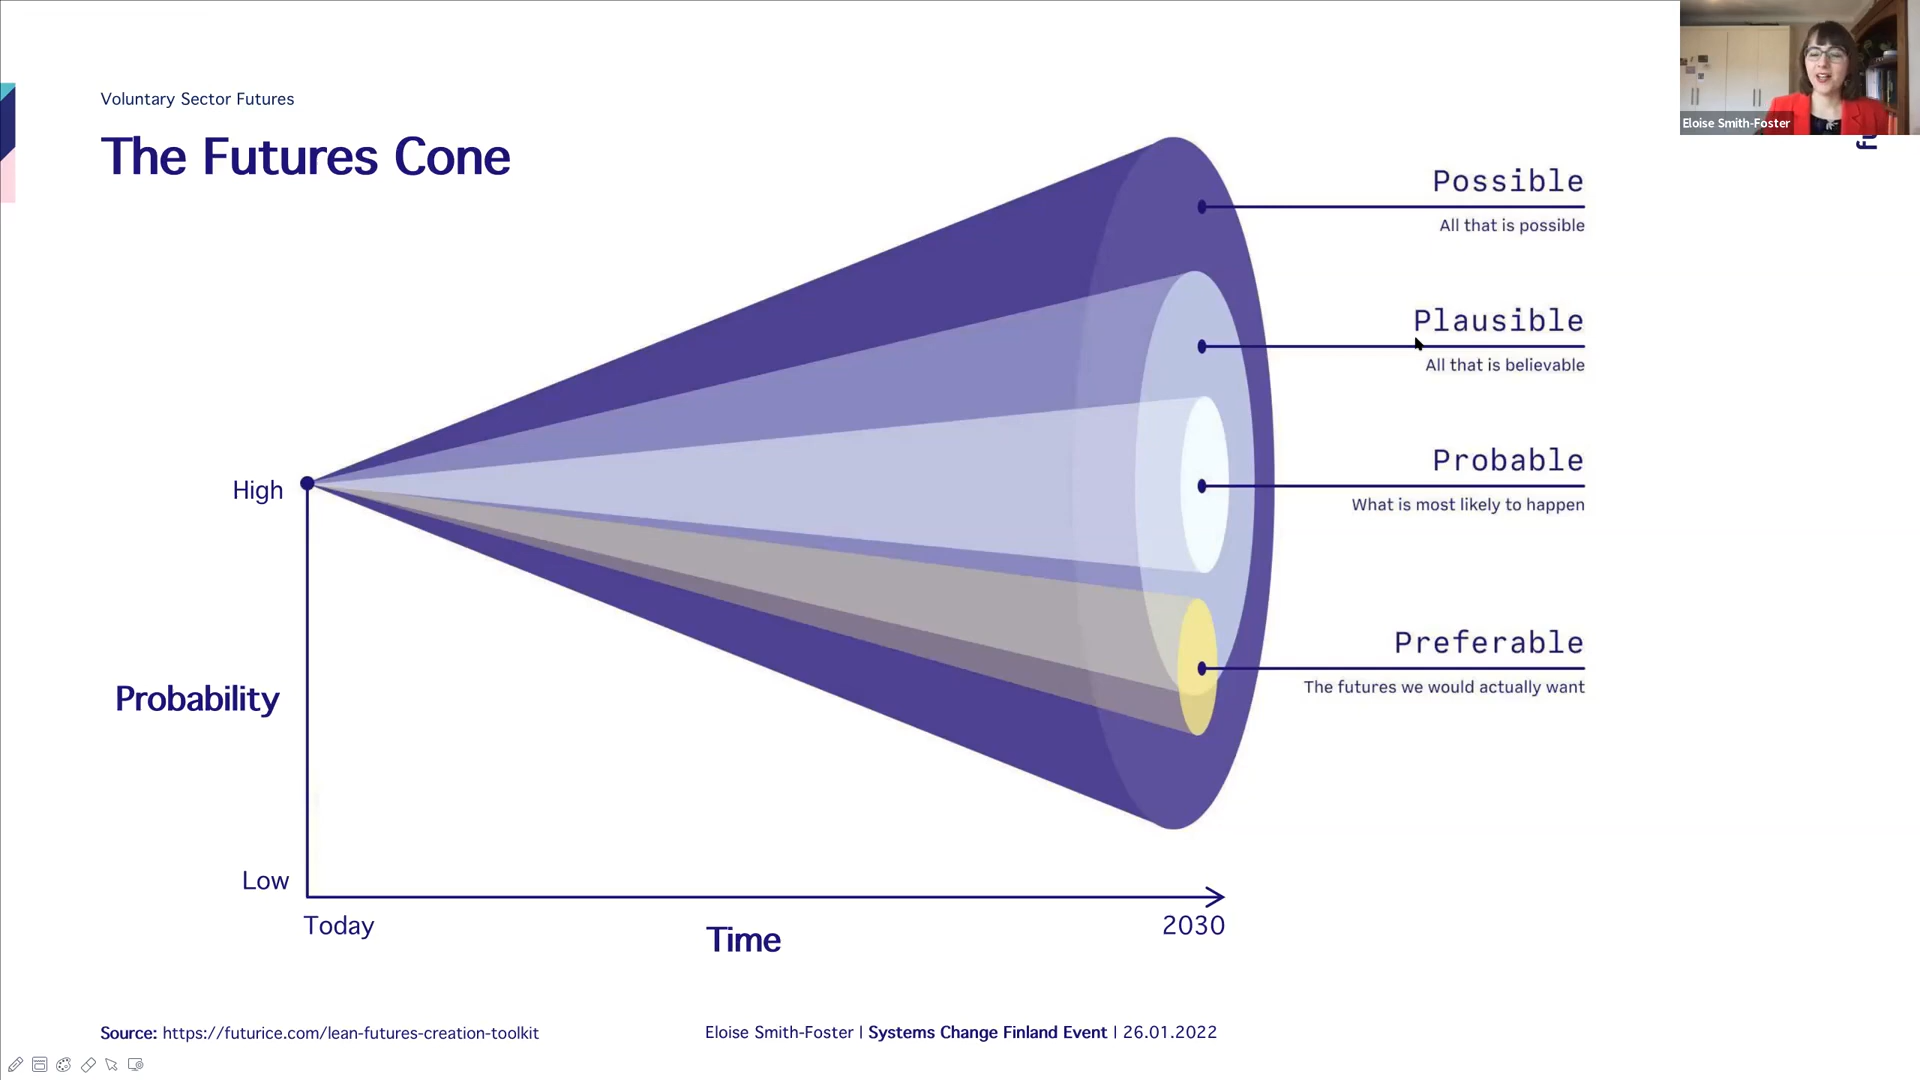 Voluntary Sector Futures
The Futures Cone
Eloise Smith-Foster
Possible
All that is possible
Plausible
All that is believable
Probable
What is most likely to happen
Preferable
The futures we would actually want
High
Probability
Low
Today
Time
2030
Source: https://futurice.com/lean-futures-creation-toolkit
Eloise Smith-Foster | Systems Change Finland Event | 26.01.2022